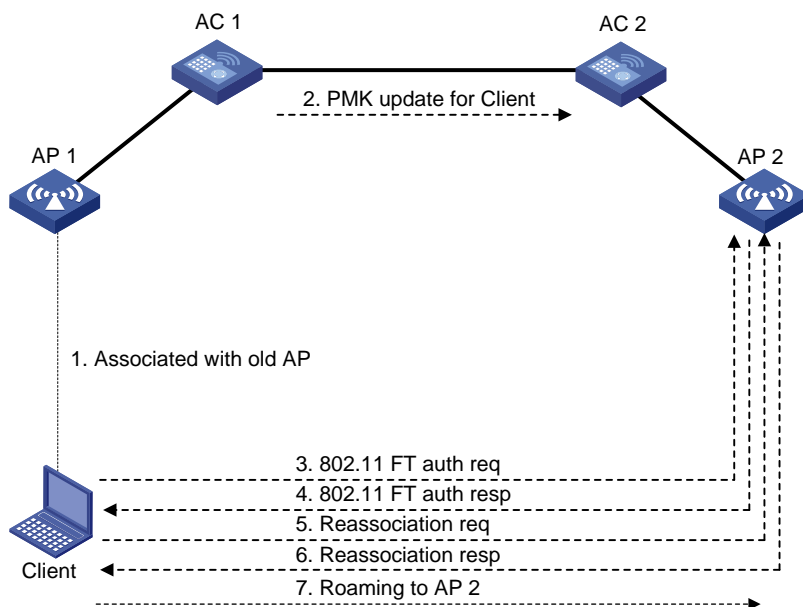 AC 1
AC 2
2. PMK update for Client
AP 1
AP 2
1. Associated with old AP
3. 802.11 FT auth req
4. 802.11 FT auth resp
5. Reassociation req
6. Reassociation resp
Client
7. Roaming to AP 2